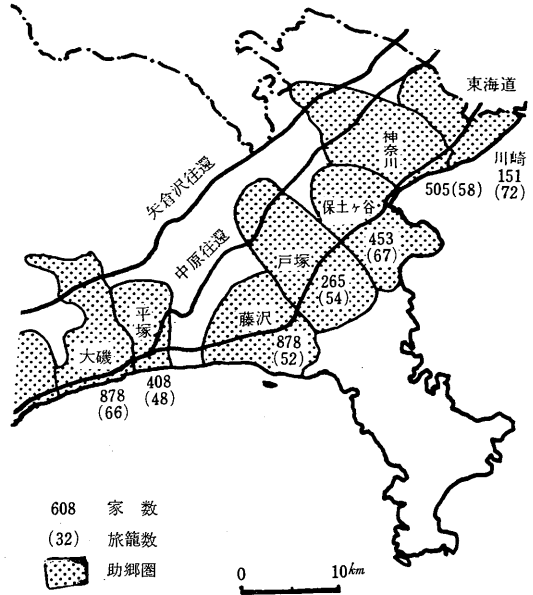 東海道
神奈川
川崎
151
(72)
505(58)
矢倉沢往還
保土ヶ谷
453
(67)
中原往還
戸塚
265
(54)
藤沢
878
(52)
平塚
408
(48)
大磯
878
(66)
608 家数
(32) 旅籠数
助郷圏
0 10km